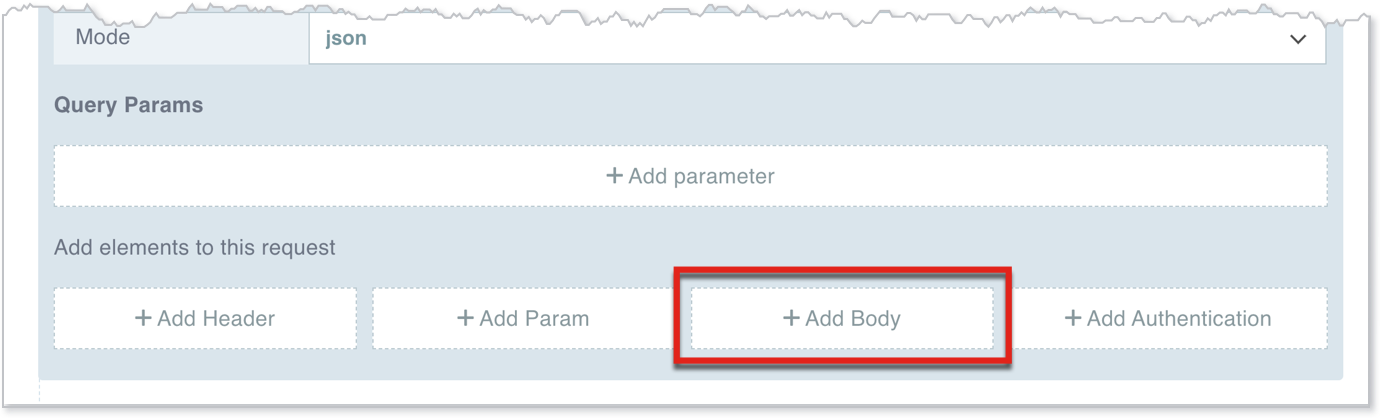 Mode json
Query Params
+ Add parameter
Add elements to this request
+ Add Header + Add Param + Add Body + Add Authentication